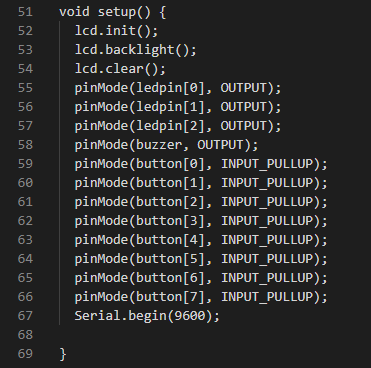 51 void setup() {
52   lcd.init();
53   lcd.backlight();
54   lcd.clear();
55   pinMode(ledpin[0], OUTPUT);
56   pinMode(ledpin[1], OUTPUT);
57   pinMode(ledpin[2], OUTPUT);
58   pinMode(buzzer, OUTPUT);
59   pinMode(button[0], INPUT_PULLUP);
60   pinMode(button[1], INPUT_PULLUP);
61   pinMode(button[2], INPUT_PULLUP);
62   pinMode(button[3], INPUT_PULLUP);
63   pinMode(button[4], INPUT_PULLUP);
64   pinMode(button[5], INPUT_PULLUP);
65   pinMode(button[6], INPUT_PULLUP);
66   pinMode(button[7], INPUT_PULLUP);
67   Serial.begin(9600);
68
69 }